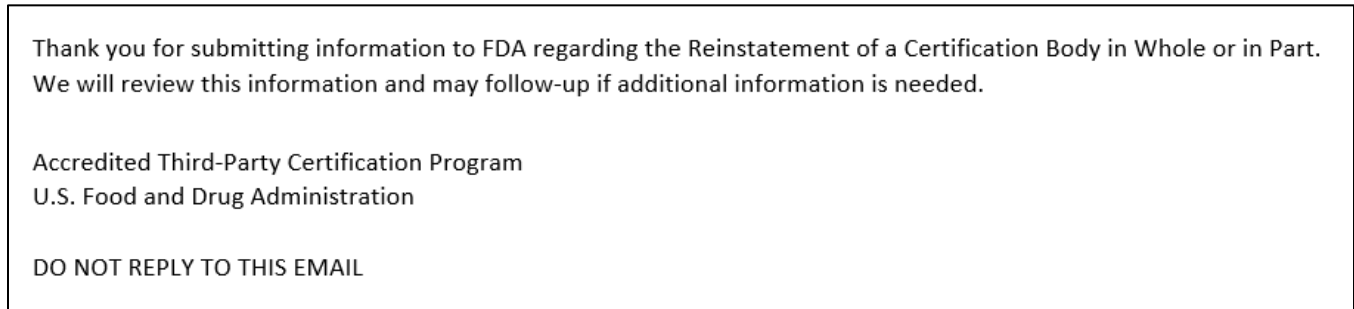 Thank you for submitting information to FDA regarding the Reinstatement of a Certification Body in Whole or in Part.
We will review this information and may follow-up if additional information is needed.
Accredited Third-Party Certification Program
U.S. Food and Drug Administration
DO NOT REPLY TO THIS EMAIL